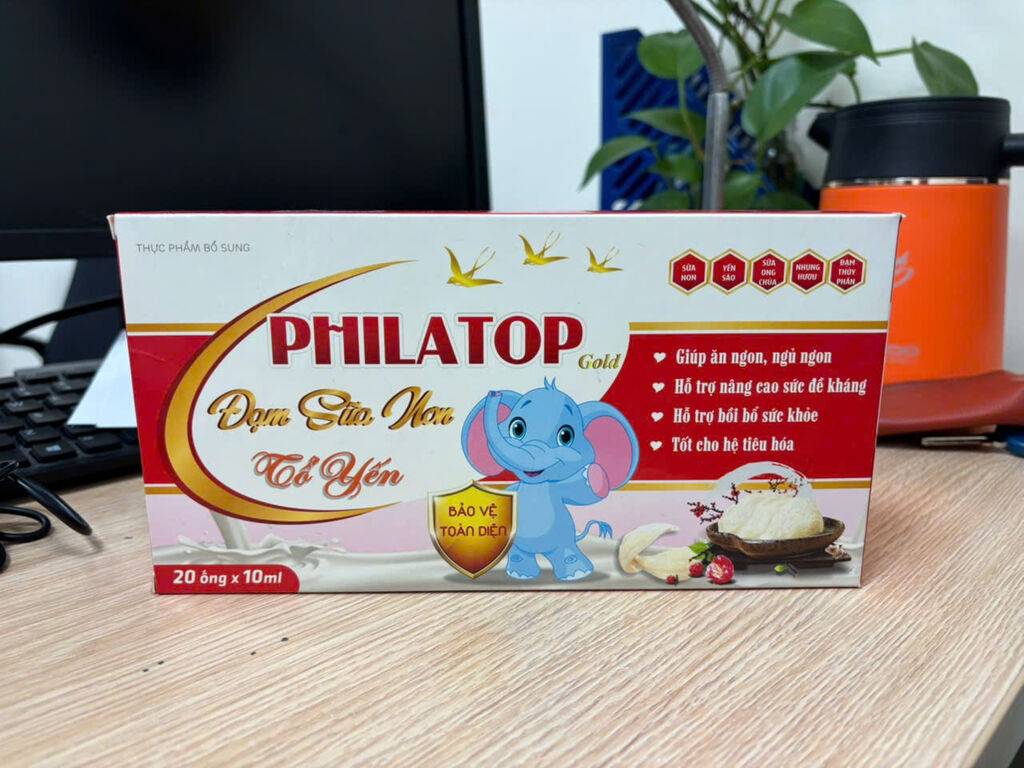 THỰC PHẨM BỔ SUNG
SỮA
NON
YẾN
SÀO
SỮA
ONG
CHÚA
NHUNG
HƯƠU
ĐẠM
THỦY
PHÂN
PHILATOP
Gold
Đạm Sữa Non
Tổ Yến
Giúp ăn ngon, ngủ ngon
Hỗ trợ nâng cao sức đề kháng
Hỗ trợ bồi bổ sức khỏe
Tốt cho hệ tiêu hóa
BẢO VỆ
TOÀN DIỆN
20 ống x 10ml